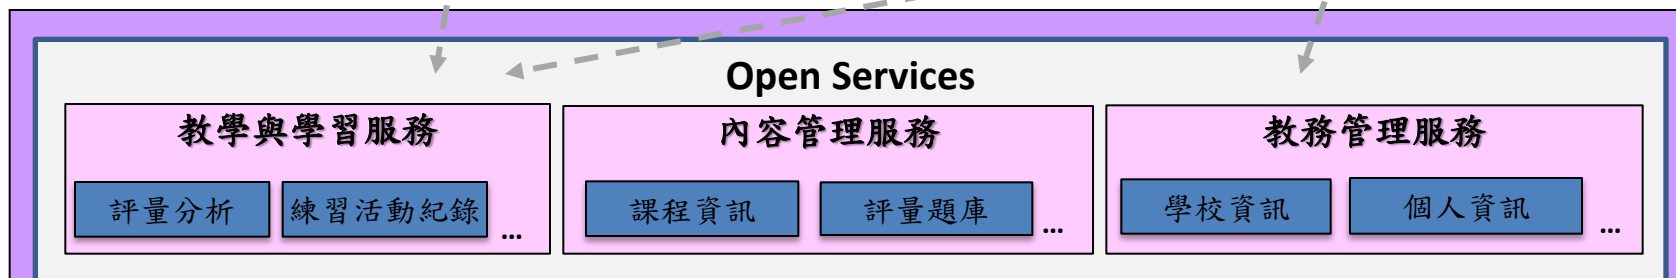 Open Services
教學與學習服務
評量分析
練習活動紀錄
...
內容管理服務
課程資訊
評量題庫
...
教務管理服務
學校資訊
個人資訊
...